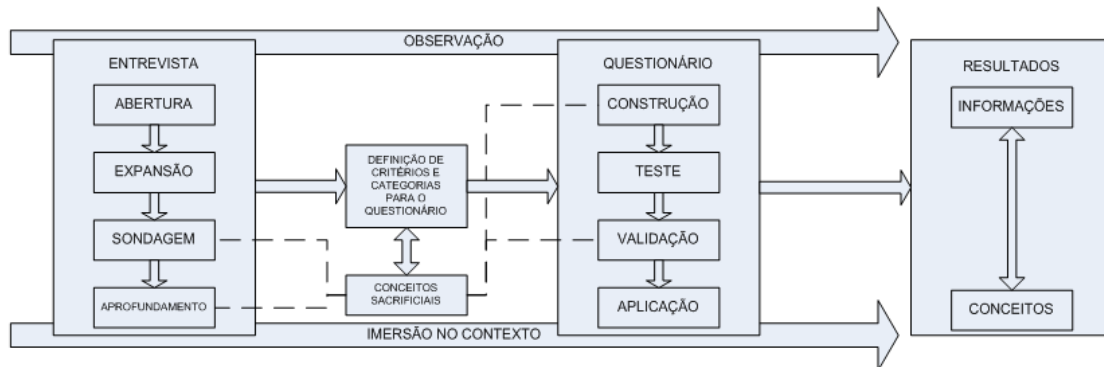 OBSERVAÇÃO
ENTREVISTA
ABERTURA
EXPANSÃO
SONDAGEM
APROFUNDAMENTO
DEFINIÇÃO DE
CRITÉRIOS E
CATEGORIAS
PARA O
QUESTIONÁRIO
CONCEITOS
SACRIFICIAIS
QUESTIONÁRIO
CONSTRUÇÃO
TESTE
VALIDAÇÃO
APLICAÇÃO
RESULTADOS
INFORMAÇÕES
CONCEITOS
IMERSÃO NO CONTEXTO